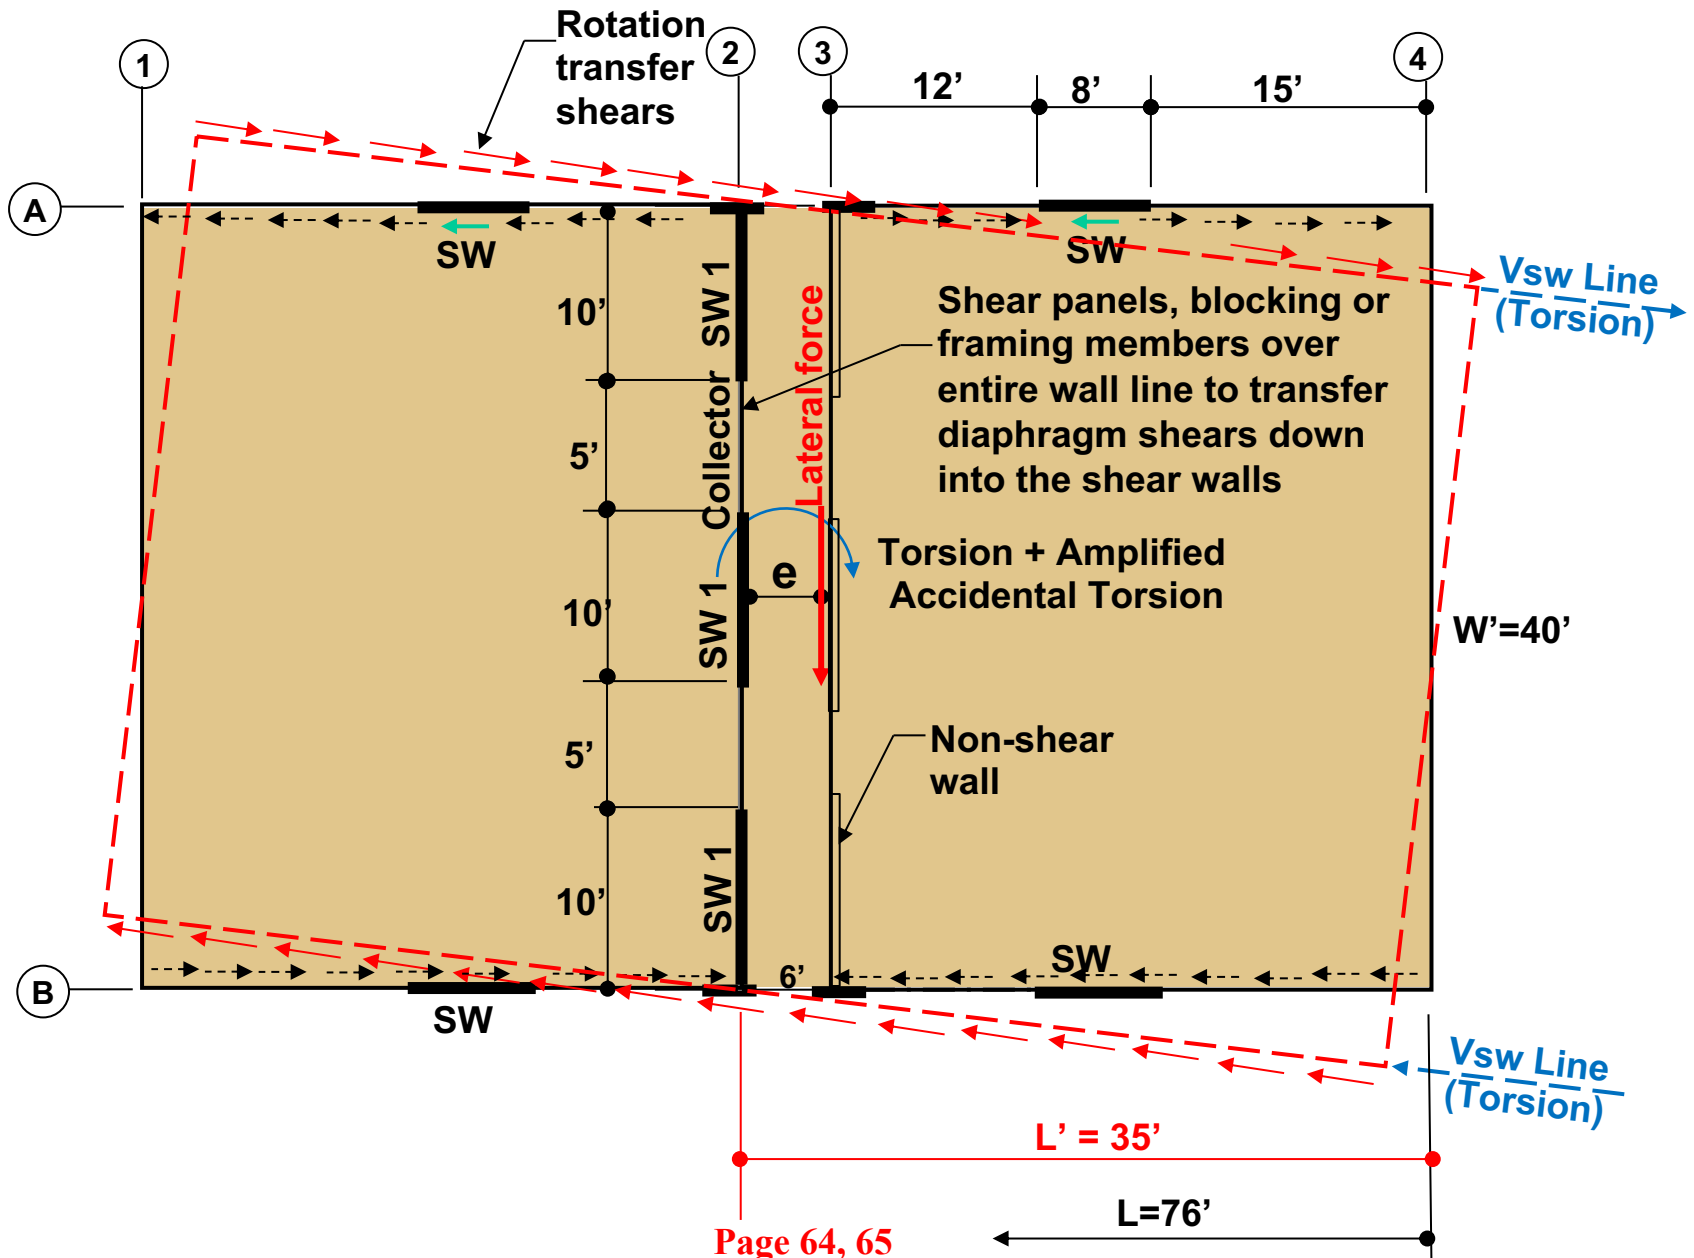 Rotation
transfer
shears
1
2
3
4
12’
8’
15’
A
SW
SW
Vsw Line
(Torsion)
10’
SW 1
Lateral force
Shear panels, blocking or
framing members over
entire wall line to transfer
diaphragm shears down
into the shear walls
5’
Collector
Torsion + Amplified
Accidental Torsion
e
10’
SW 1
W’=40’
5’
Non-shear
wall
10’
SW 1
6’
SW
B
SW
Vsw Line
(Torsion)
L’ = 35’
L=76’
Page 64, 65